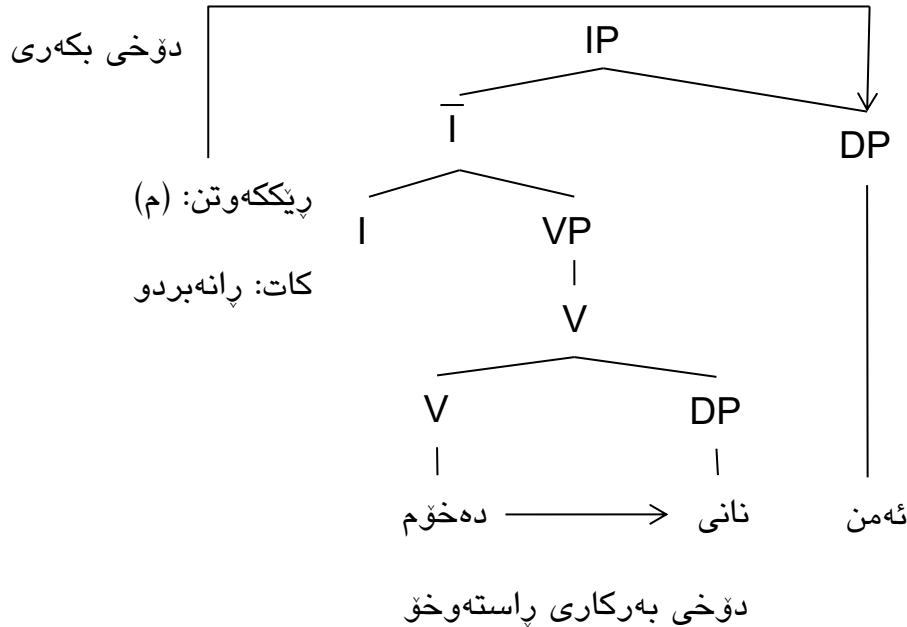 IP
دۆخی بکەری
I
DP
ڕێککەوتن: (م)
I VP
کات: ڕانەبردو
V
V DP
ئەمن نانی دەخۆم
دۆخی بەرکاری ڕاستەوخۆ